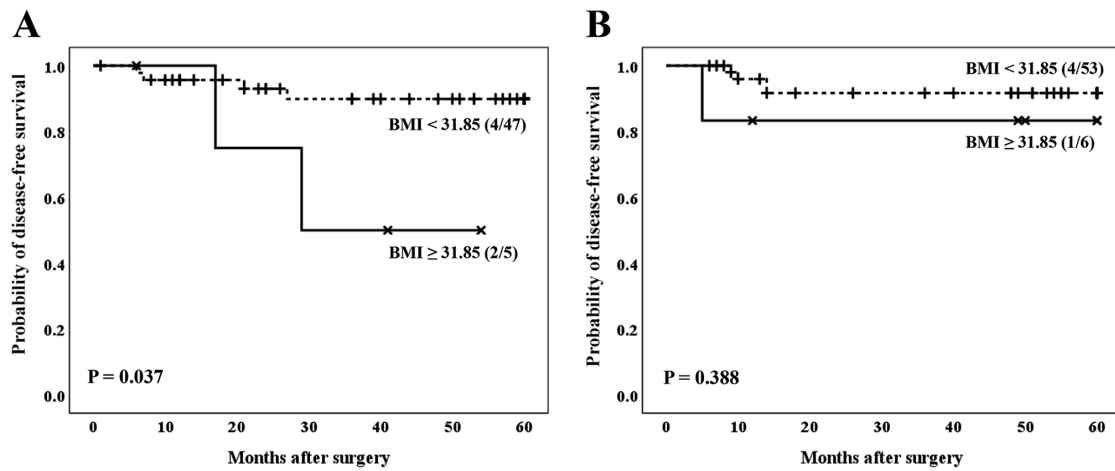 A
Probability of disease-free survival
1.0
0.8
0.6
0.4
0.2
0.0
BMI < 31.85 (4/47)
BMI ≥ 31.85 (2/5)
P = 0.037
0 10 20 30 40 50 60
Months after surgery
B
Probability of disease-free survival
1.0
0.8
0.6
0.4
0.2
0.0
BMI < 31.85 (4/53)
BMI ≥ 31.85 (1/6)
P = 0.388
0 10 20 30 40 50 60
Months after surgery